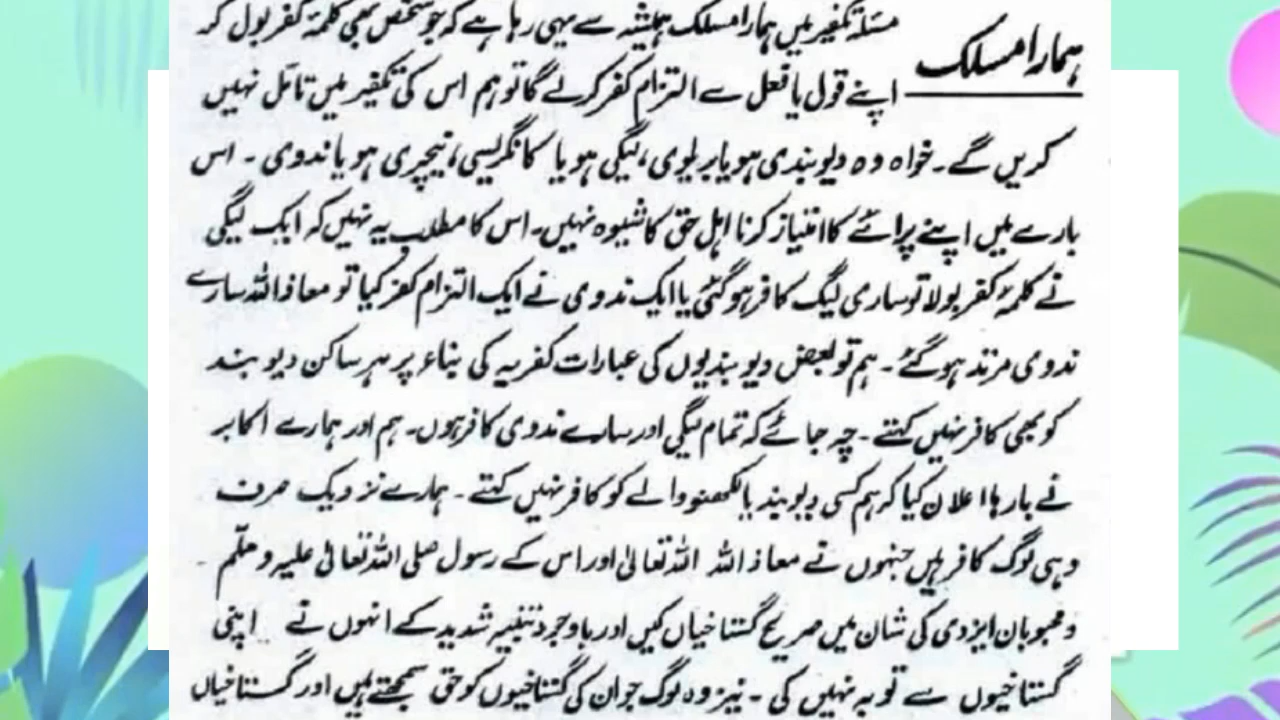 ہمارا مسلک
مسئلہ تکفیر میں ہمارا مسلک ہمیشہ سے یہی رہا ہے کہ جو شخص بھی کلمۂ کفر بول کر
اپنے قول یا فعل سے التزام کفر کر لے گا تو ہم اس کی تکفیر میں تامّل نہیں
کریں گے۔ خواہ وہ دیوبندی ہو یا بریلوی، لیگی ہو یا کانگریسی، نیچری ہو یا ندوی ۔ اس
بارے میں اپنے پرائے کا امتیاز کرنا اہل حق کا شیوہ نہیں۔ اس کا مطلب یہ نہیں کہ ایک لیگی
نے کلمۂ کفر بولا تو ساری لیگ کافر ہو گئی یا ایک ندوی نے ایک التزام کفر کیا تو معاذ اللہ سارے
ندوی مرتد ہو گئے ۔ ہم تو بعض دیوبندیوں کی عبارات کفریہ کی بناء پر ہر ساکن دیوبند
کو بھی کافر نہیں کہتے ۔ چہ جائے کہ تمام لیگی اور سارے ندوی کافر ہوں۔ ہم اور ہمارے اکابر
نے بارہا اعلان کیا کہ ہم کسی دیوبند یا لکھنو والے کو کافر نہیں کہتے ۔ ہمارے نزدیک صرف
وہی لوگ کافر ہیں جنہوں نے معاذ اللہ اللہ تعالیٰ اور اس کے رسول صلی اللہ تعالیٰ علیہ وسلّم
و محبوبان ایزدی کی شان میں صریح گستاخیاں کیں اور باوجود تنبیہ شدید کے انہوں نے اپنی
گستاخیوں سے توبہ نہیں کی ۔ نیز وہ لوگ جو ان کی گستاخیوں کو حق سمجھتے ہیں اور گستاخیاں